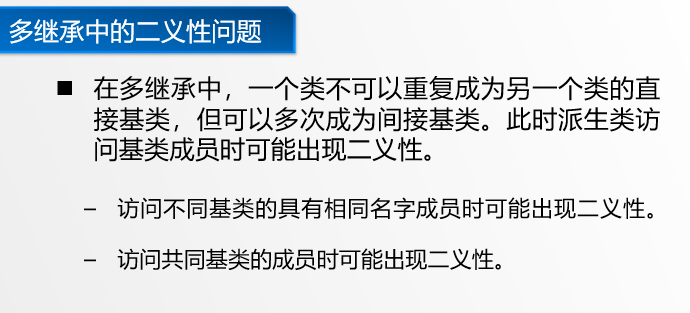 多继承中的二义性问题
■ 在多继承中，一个类不可以重复成为另一个类的直
接基类，但可以多次成为间接基类。此时派生类访
问基类成员时可能出现二义性。
– 访问不同基类的具有相同名字成员时可能出现二义性。
– 访问共同基类的成员时可能出现二义性。